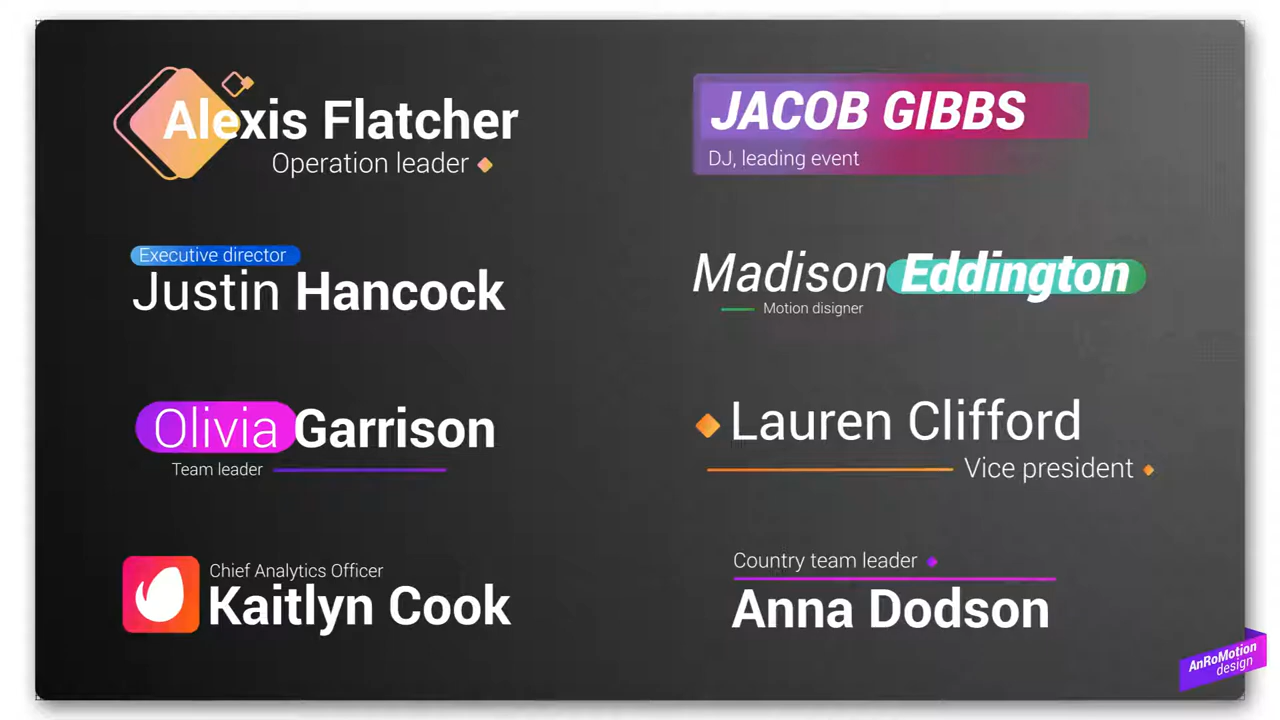 Alexis Flatcher
Operation leader
JACOB GIBBS
DJ, leading event
Executive director
Justin Hancock
Madison Eddington
Motion disigner
Olivia Garrison
Team leader
Lauren Clifford
Vice president
Chief Analytics Officer
Kaitlyn Cook
Country team leader
Anna Dodson
AnRoMotion
design